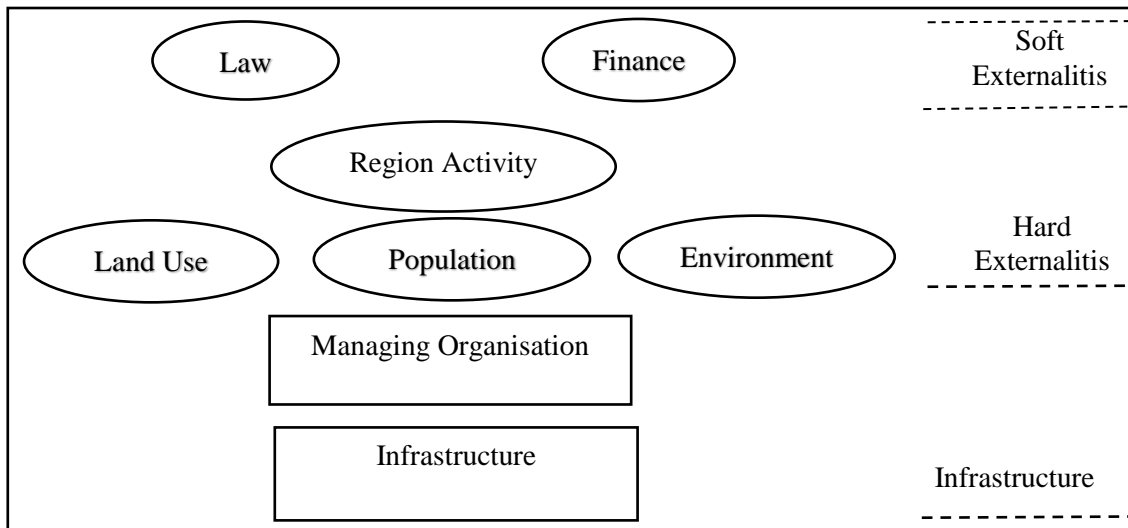 Law
Finance
Soft
Externalitis
Region Activity
Land Use
Population
Environment
Hard
Externalitis
Managing Organisation
Infrastructure
Infrastructure